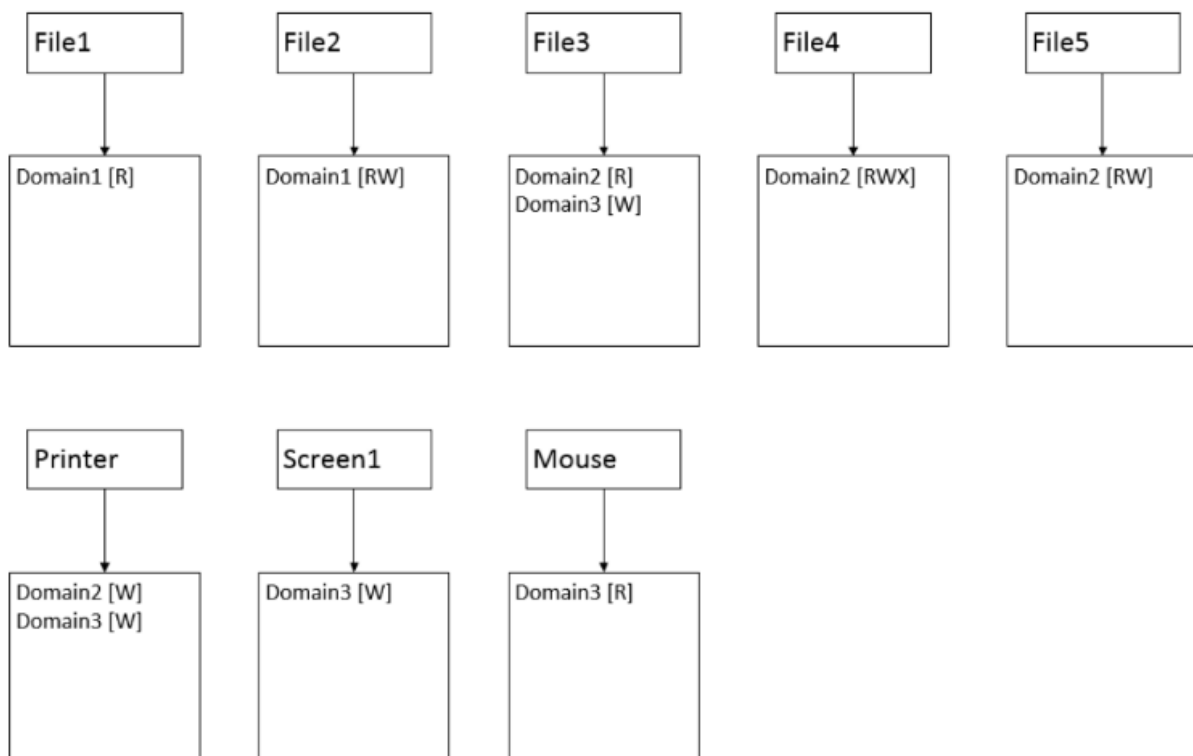 File1
File2
File3
File4
File5
Domain1 [R]
Domain1 [RW]
Domain2 [R]
Domain3 [W]
Domain2 [RWX]
Domain2 [RW]
Printer
Screen1
Mouse
Domain2 [W]
Domain3 [W]
Domain3 [W]
Domain3 [R]